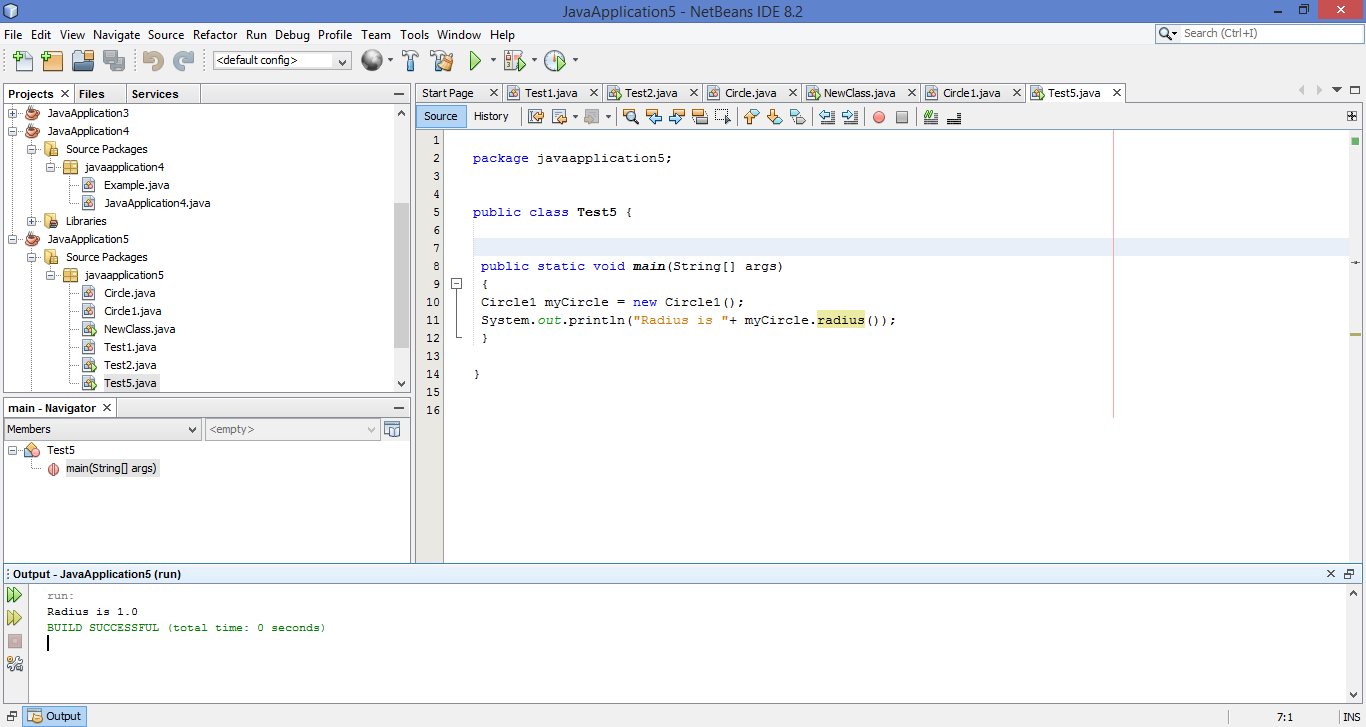 JavaApplication5 - NetBeans IDE 8.2
File Edit View Navigate Source Refactor Run Debug Profile Team Tools Window Help
Search (Ctrl+I)
<default config>
Projects Files Services
JavaApplication3
JavaApplication4
Source Packages
javaapplication4
Example.java
JavaApplication4.java
Libraries
JavaApplication5
Source Packages
javaapplication5
Circle.java
Circle1.java
NewClass.java
Test1.java
Test2.java
Test5.java
main - Navigator
Members <empty>
Test5
main(String[] args)
Start Page Test1.java Test2.java Circle.java NewClass.java Circle1.java Test5.java
Source History
1
2 package javaapplication5;
3
4
5 public class Test5 {
6
7
8 public static void main(String[] args)
9 {
10 Circle1 myCircle = new Circle1();
11 System.out.println("Radius is "+ myCircle.radius());
12 }
13
14 }
15
16
Output - JavaApplication5 (run)
run:
Radius is 1.0
BUILD SUCCESSFUL (total time: 0 seconds)
Output
7:1 INS